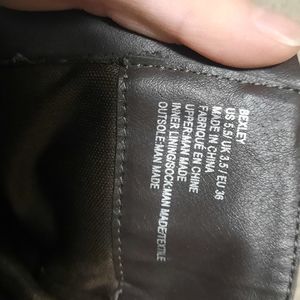 BEXLEY
US 5.5/ UK 3.5 / EU 36
MADE IN CHINA
FABRIQUÉ EN CHINE
UPPER:MAN MADE
INNER LINING/SOCK:MAN MADE/TEXTILE
OUTSOLE:MAN MADE